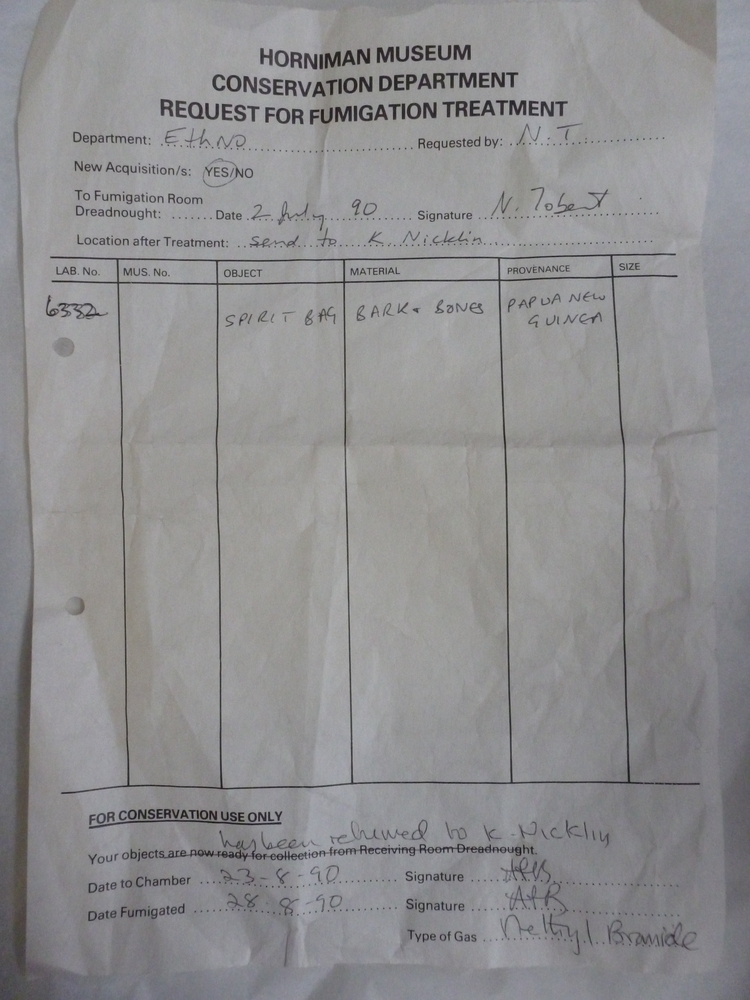 HORNIMAN MUSEUM
CONSERVATION DEPARTMENT
REQUEST FOR FUMIGATION TREATMENT
Department: EthNO Requested by: N.T
New Acquisition/s: YES/NO
To Fumigation Room
Dreadnought: Date 2 July 90 Signature N. Tobert
Location after Treatment: send to K Nicklin
LAB. No. MUS. No. OBJECT MATERIAL PROVENANCE SIZE
6332 SPIRIT BAG BARK & BONES PAPUA NEW
GUINEA
FOR CONSERVATION USE ONLY
has been returned to K. Nicklin
Your objects are now ready for collection from Receiving Room Dreadnought.
Date to Chamber 23-8-90 Signature
Date Fumigated 28-8-90 Signature
Type of Gas Methyl Bromide